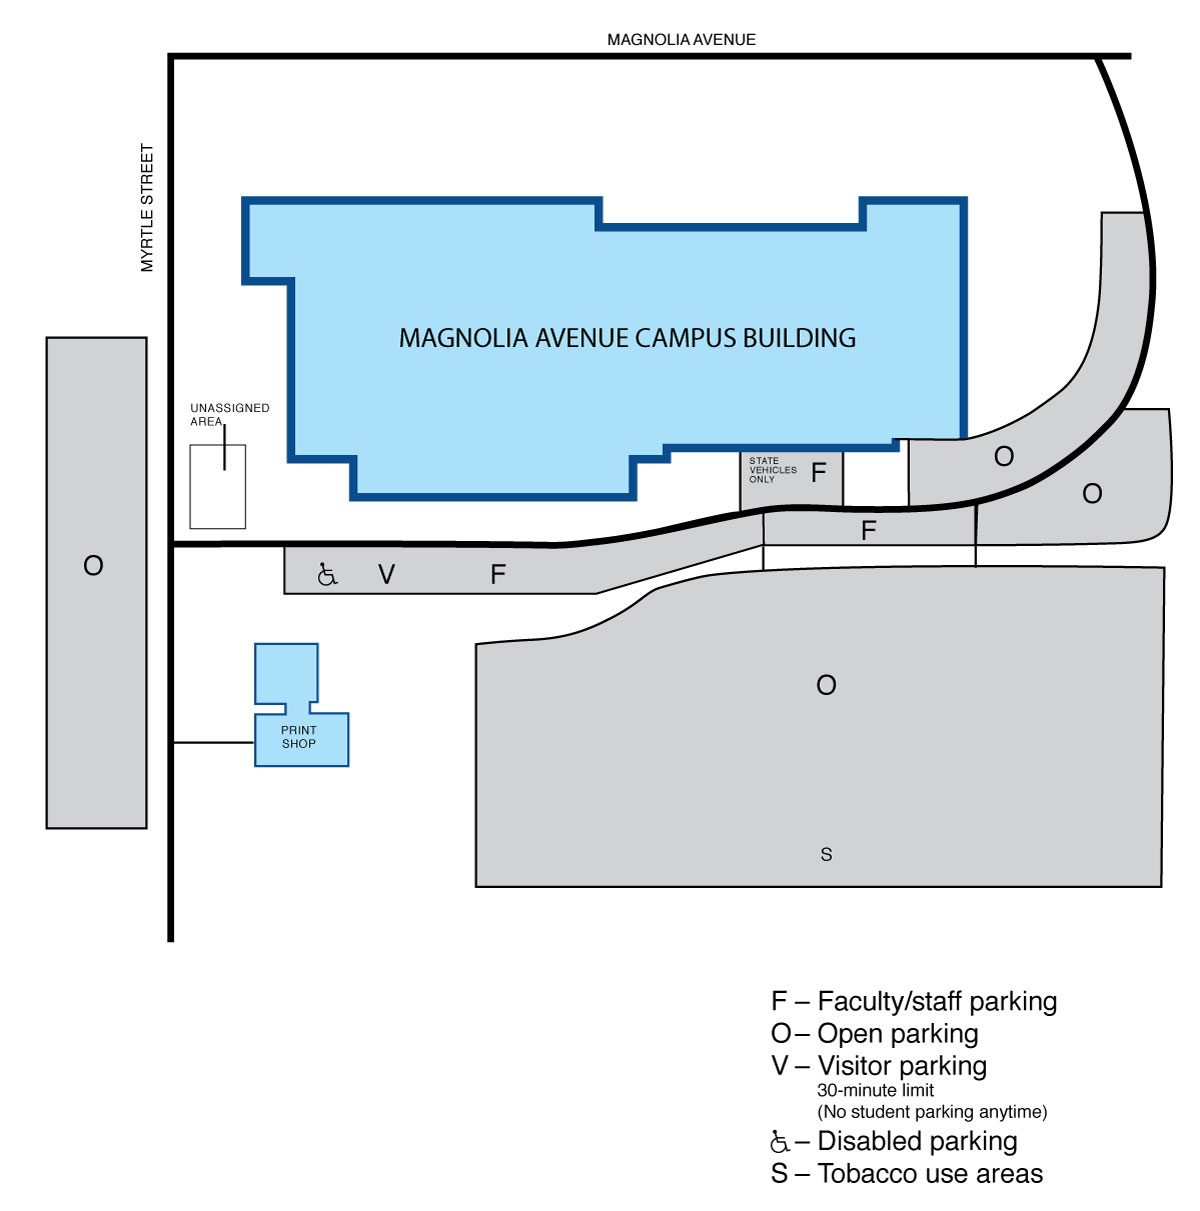 MAGNOLIA AVENUE
MYRTLE STREET
MAGNOLIA AVENUE CAMPUS BUILDING
UNASSIGNED
AREA
STATE
VEHICLES
ONLY
F
O
O
F
O
V
F
O
PRINT
SHOP
S
F – Faculty/staff parking
O – Open parking
V – Visitor parking
30-minute limit
(No student parking anytime)
♿ – Disabled parking
S – Tobacco use areas